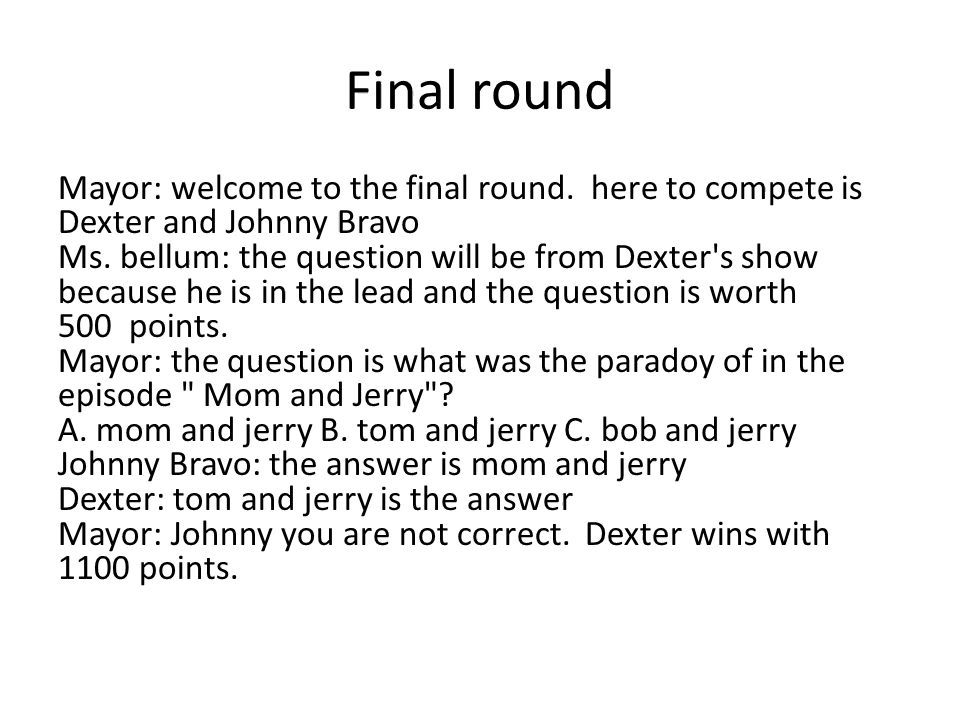 Final round
Mayor: welcome to the final round.  here to compete is
Dexter and Johnny Bravo
Ms. bellum: the question will be from Dexter's show
because he is in the lead and the question is worth
500  points.
Mayor: the question is what was the paradoy of in the
episode " Mom and Jerry"?
A. mom and jerry B. tom and jerry C. bob and jerry
Johnny Bravo: the answer is mom and jerry
Dexter: tom and jerry is the answer
Mayor: Johnny you are not correct.  Dexter wins with
1100 points.